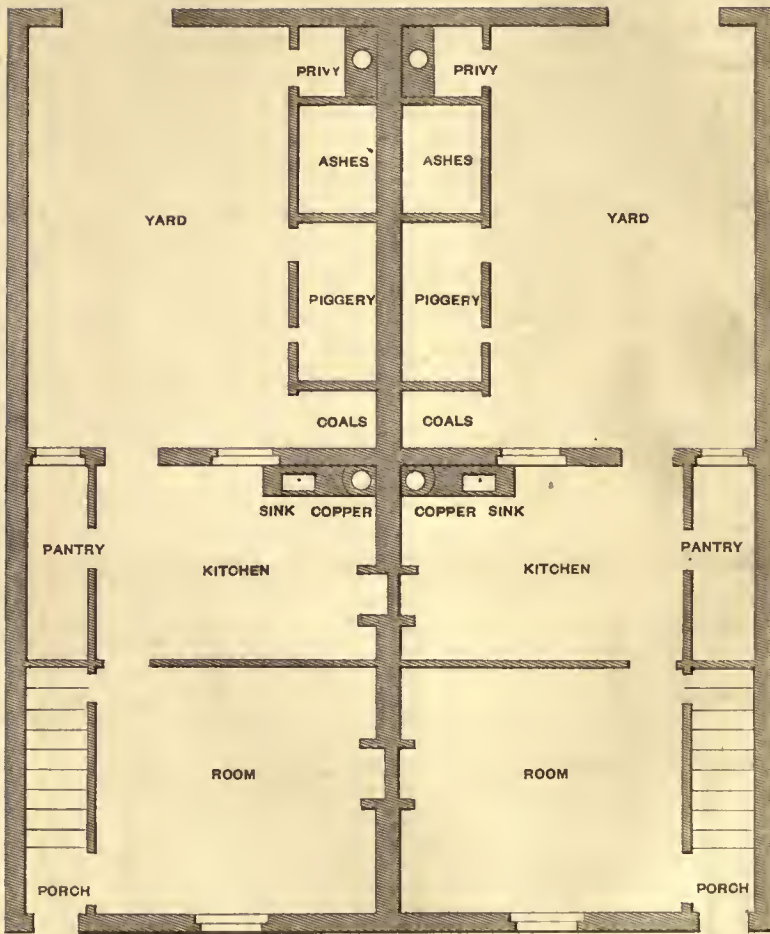 PRIVY PRIVY
ASHES ASHES
YARD YARD
PIGGERY PIGGERY
COALS COALS
SINK COPPER COPPER SINK
PANTRY PANTRY
KITCHEN KITCHEN
ROOM ROOM
PORCH PORCH